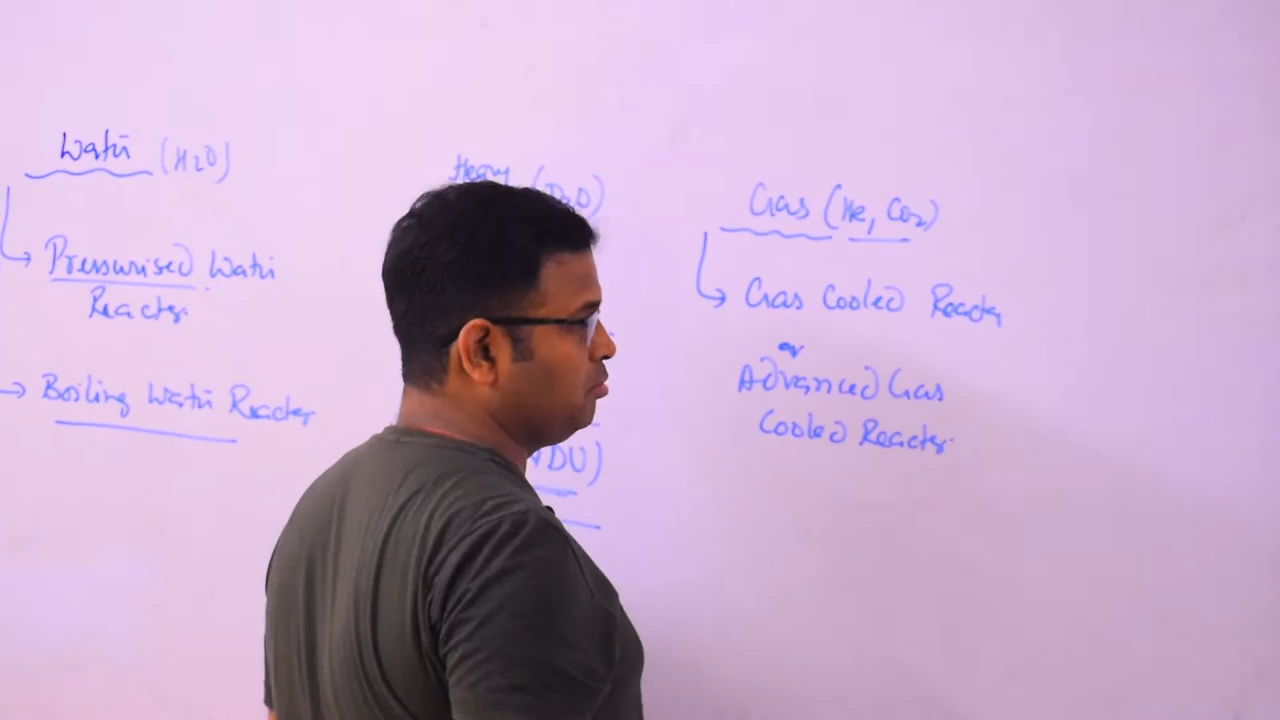 Water (H2O)
Pressurised Water
Reactor
Boiling Water Reactor
Heavy (D2O)
DU)
Gas (He, CO2)
Gas Cooled Reactor
or
Advanced Gas
Cooled Reactor